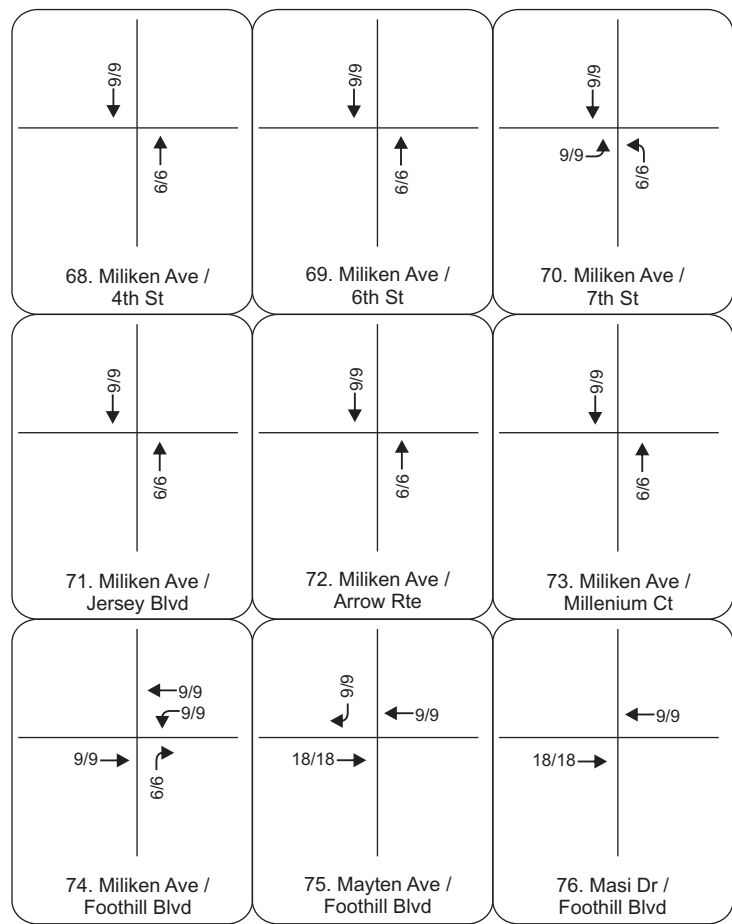 9/9
6/6
68. Miliken Ave /
4th St
9/9
6/6
69. Miliken Ave /
6th St
9/9
9/9
6/6
70. Miliken Ave /
7th St
9/9
6/6
71. Miliken Ave /
Jersey Blvd
9/9
6/6
72. Miliken Ave /
Arrow Rte
9/9
6/6
73. Miliken Ave /
Millenium Ct
9/9
9/9
9/9
6/6
74. Miliken Ave /
Foothill Blvd
9/9
9/9
18/18
75. Mayten Ave /
Foothill Blvd
9/9
18/18
76. Masi Dr /
Foothill Blvd